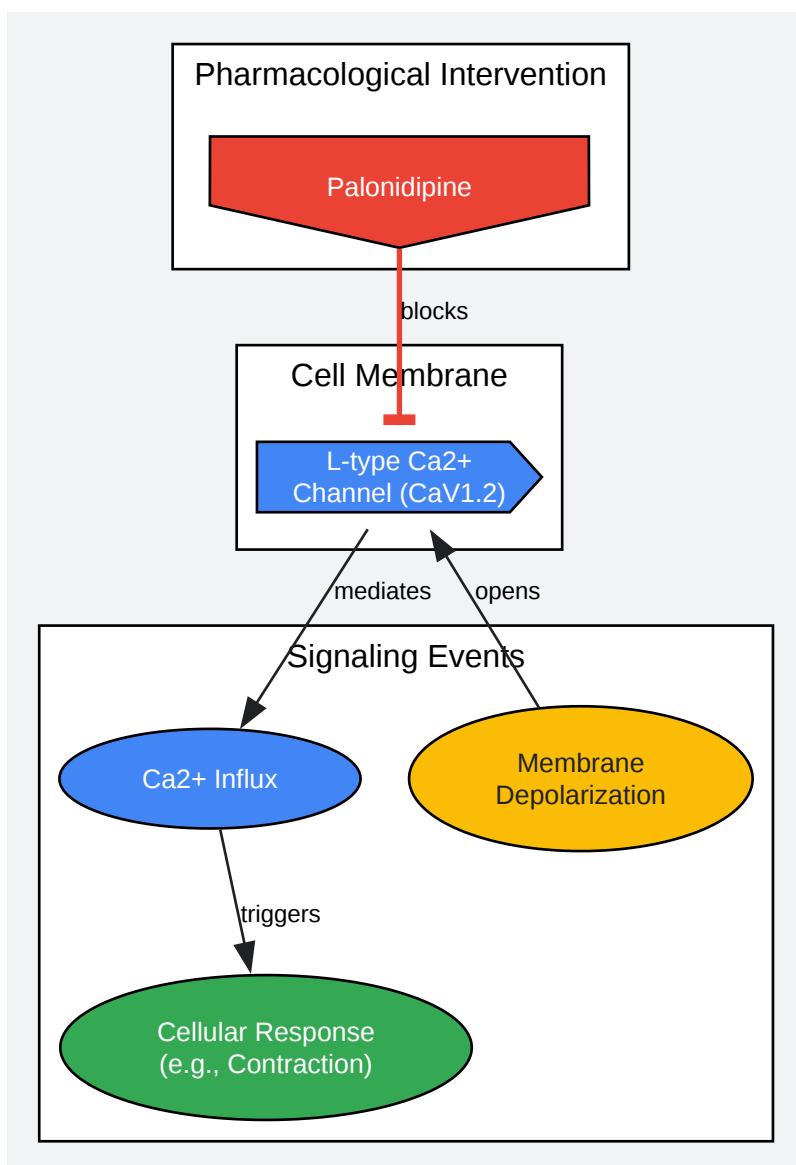 Pharmacological Intervention
Palonidipine
blocks
Cell Membrane
L-type Ca2+
Channel (CaV1.2)
mediates
opens
Signaling Events
Ca2+ Influx
Membrane
Depolarization
triggers
Cellular Response
(e.g., Contraction)